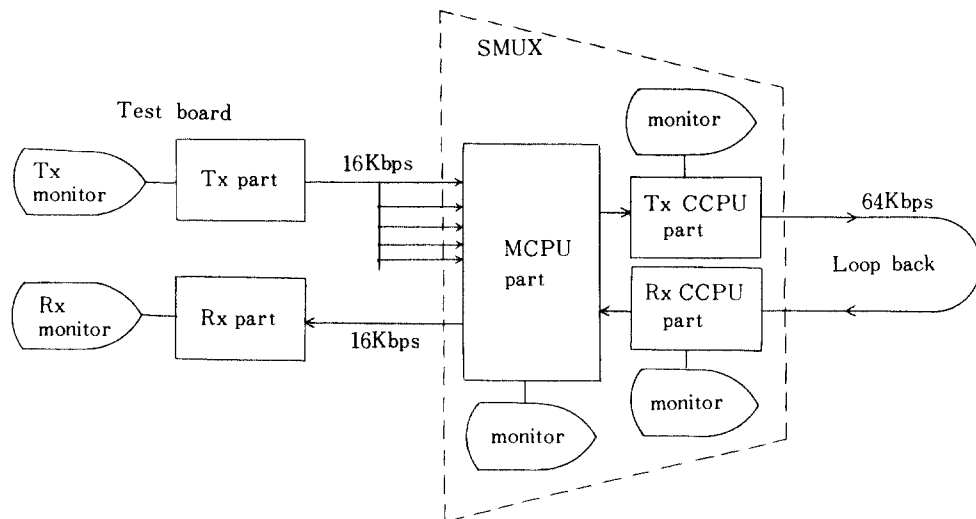 SMUX
Test board
monitor
Tx
monitor
Tx part
16Kbps
MCPU
part
Tx CCPU
part
64Kbps
Loop back
Rx
monitor
Rx part
16Kbps
Rx CCPU
part
monitor
monitor